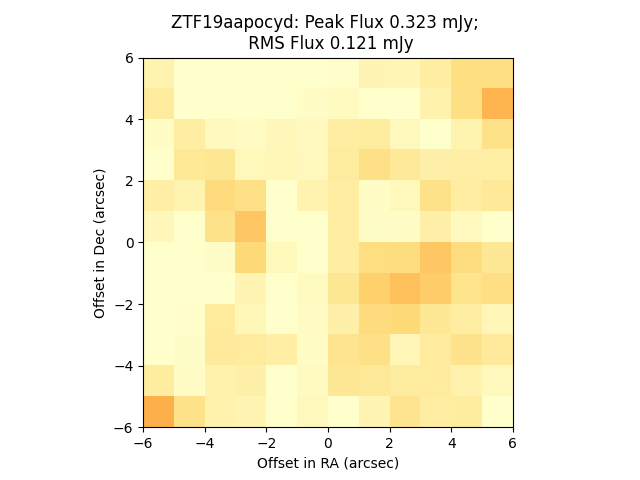 ZTF19aapocyd: Peak Flux 0.323 mJy;
RMS Flux 0.121 mJy
6
4
2
0
−2
−4
−6
Offset in Dec (arcsec)
−6 −4 −2 0 2 4 6
Offset in RA (arcsec)